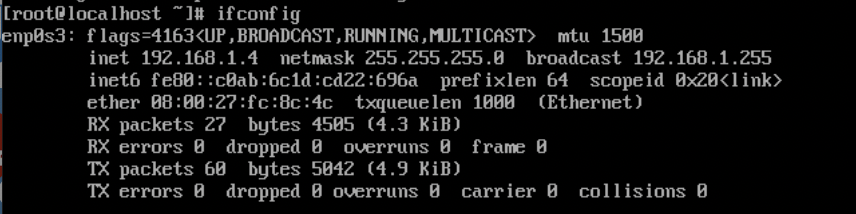 [root@localhost ~]# ifconfig
enp0s3: flags=4163<UP,BROADCAST,RUNNING,MULTICAST>  mtu 1500
        inet 192.168.1.4  netmask 255.255.255.0  broadcast 192.168.1.255
        inet6 fe80::c0ab:6c1d:cd22:696a  prefixlen 64  scopeid 0x20<link>
        ether 08:00:27:fc:8c:4c  txqueuelen 1000  (Ethernet)
        RX packets 27  bytes 4505 (4.3 KiB)
        RX errors 0  dropped 0  overruns 0  frame 0
        TX packets 60  bytes 5042 (4.9 KiB)
        TX errors 0  dropped 0 overruns 0  carrier 0  collisions 0